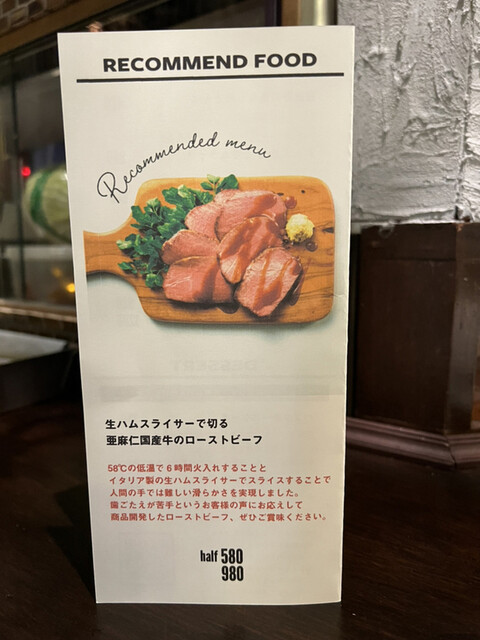 RECOMMEND FOOD
Recommended menu
生ハムスライサーで切る
亜麻仁国産牛のローストビーフ
58℃の低温で6時間火入れすることと
イタリア製の生ハムスライサーでスライスすることで
人間の手では難しい滑らかさを実現しました。
歯ごたえが苦手というお客様の声にお応えして
商品開発したローストビーフ、ぜひご賞味ください。
half 580
980